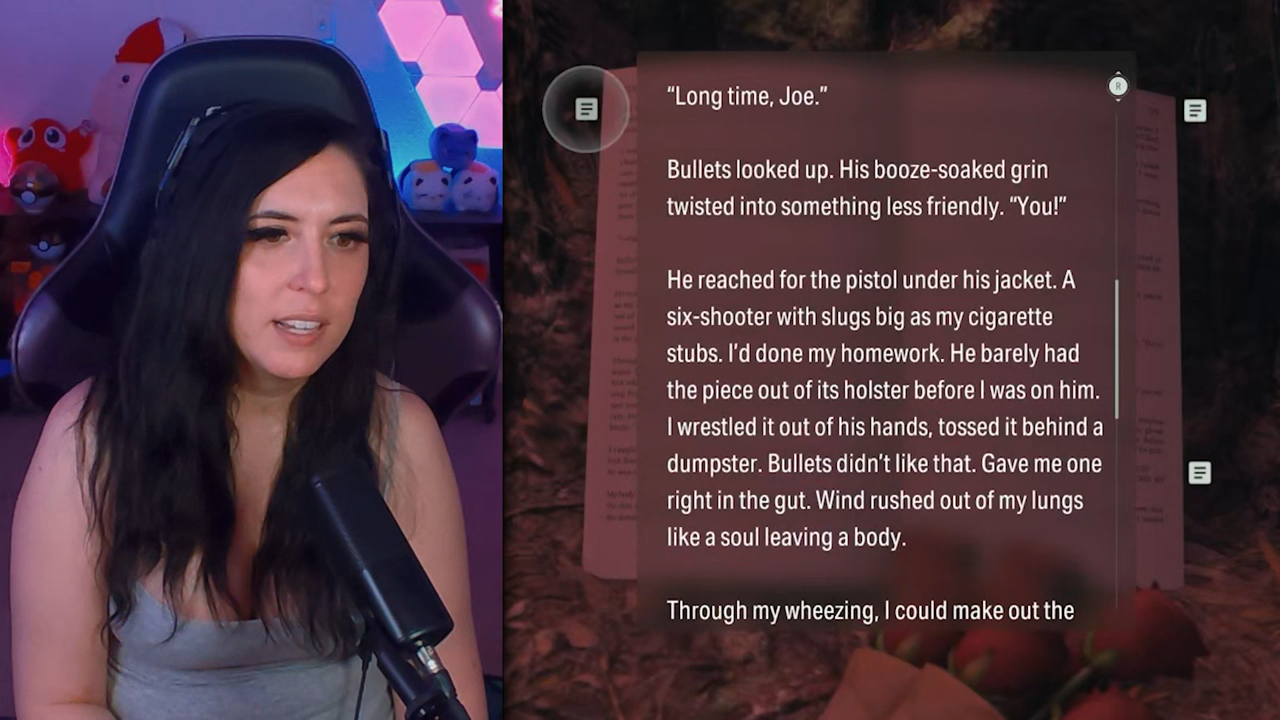 “Long time, Joe.”
Bullets looked up. His booze-soaked grin
twisted into something less friendly. “You!”
He reached for the pistol under his jacket. A
six-shooter with slugs big as my cigarette
stubs. I’d done my homework. He barely had
the piece out of its holster before I was on him.
I wrestled it out of his hands, tossed it behind a
dumpster. Bullets didn’t like that. Gave me one
right in the gut. Wind rushed out of my lungs
like a soul leaving a body.
Through my wheezing, I could make out the
R